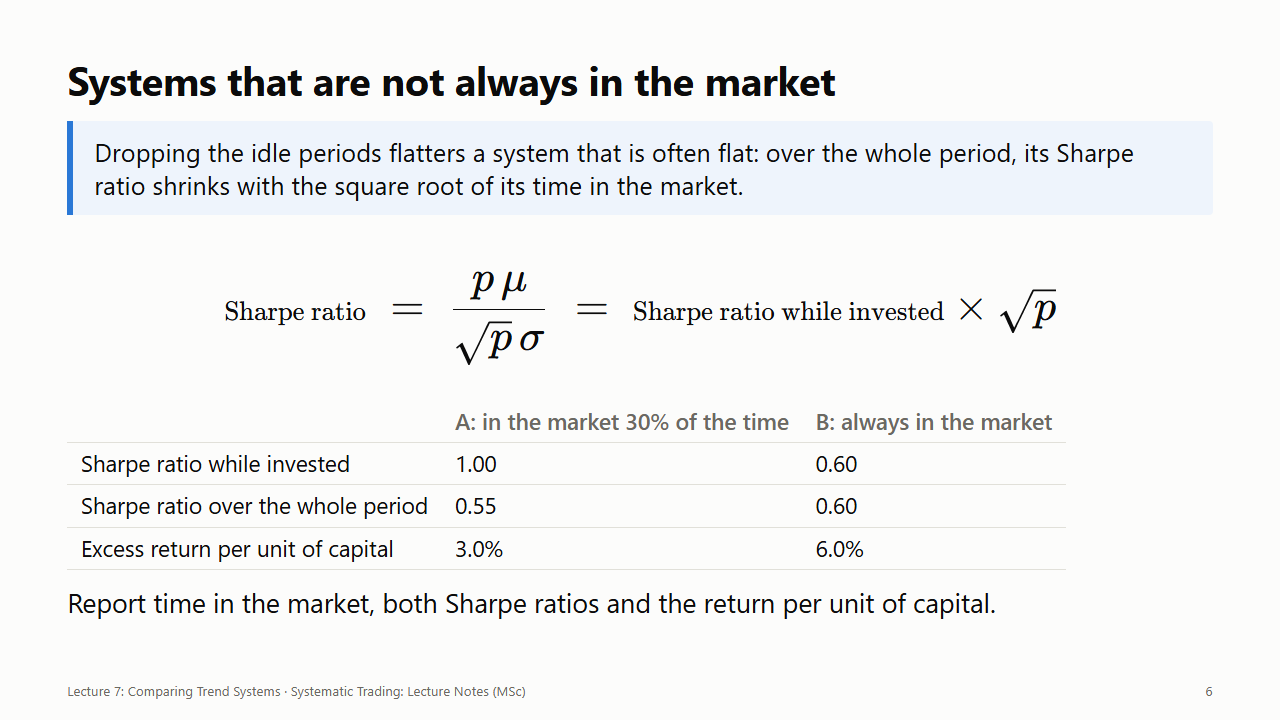 Systems that are not always in the market
Dropping the idle periods flatters a system that is often flat: over the whole period, its Sharpe
ratio shrinks with the square root of its time in the market.
Sharpe ratio = p μ / √p σ = Sharpe ratio while invested × √p
A: in the market 30% of the time B: always in the market
Sharpe ratio while invested 1.00 0.60
Sharpe ratio over the whole period 0.55 0.60
Excess return per unit of capital 3.0% 6.0%
Report time in the market, both Sharpe ratios and the return per unit of capital.
Lecture 7: Comparing Trend Systems · Systematic Trading: Lecture Notes (MSc) 6